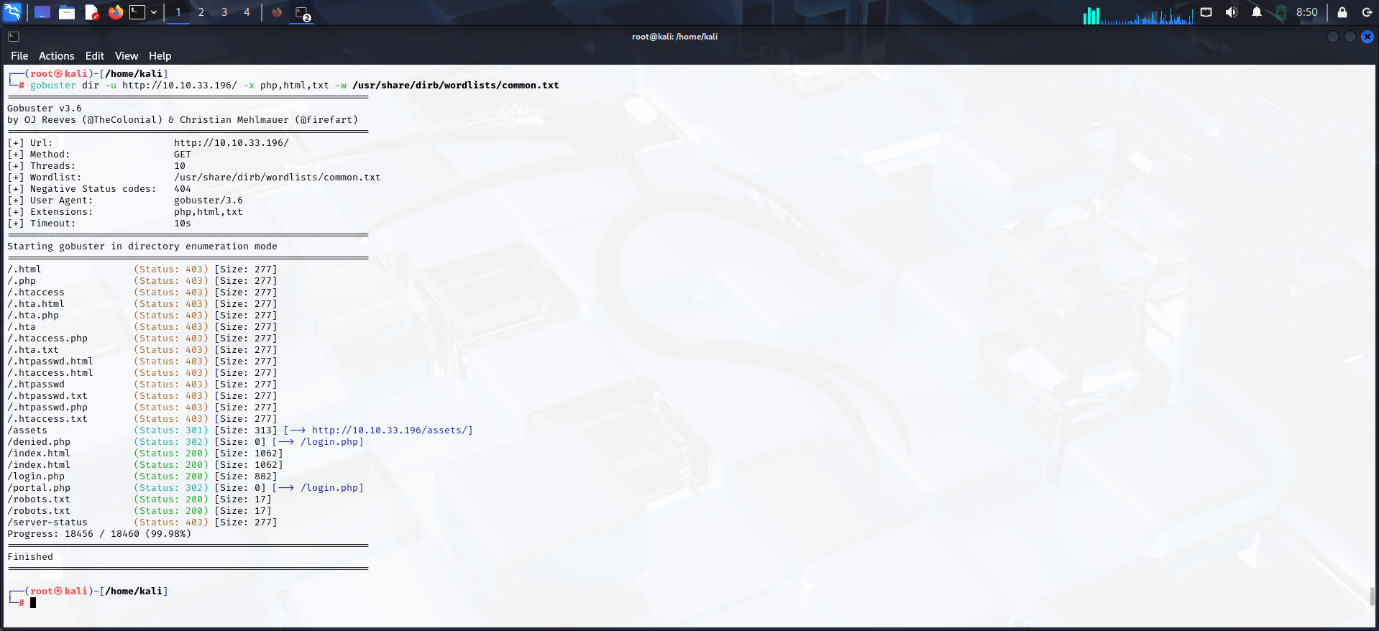 1 2 3 4 2 8:50
root@kali: /home/kali
File Actions Edit View Help
┌──(root㉿kali)-[/home/kali]
└─# gobuster dir -u http://10.10.33.196/ -x php,html,txt -w /usr/share/dirb/wordlists/common.txt
===============================================================
Gobuster v3.6
by OJ Reeves (@TheColonial) & Christian Mehlmauer (@firefart)
===============================================================
[+] Url:                     http://10.10.33.196/
[+] Method:                  GET
[+] Threads:                 10
[+] Wordlist:                /usr/share/dirb/wordlists/common.txt
[+] Negative Status codes:   404
[+] User Agent:              gobuster/3.6
[+] Extensions:              php,html,txt
[+] Timeout:                 10s
===============================================================
Starting gobuster in directory enumeration mode
===============================================================
/.html                (Status: 403) [Size: 277]
/.php                 (Status: 403) [Size: 277]
/.htaccess            (Status: 403) [Size: 277]
/.hta.html            (Status: 403) [Size: 277]
/.hta.php             (Status: 403) [Size: 277]
/.hta                 (Status: 403) [Size: 277]
/.htaccess.php        (Status: 403) [Size: 277]
/.hta.txt             (Status: 403) [Size: 277]
/.htpasswd.html       (Status: 403) [Size: 277]
/.htaccess.html       (Status: 403) [Size: 277]
/.htpasswd            (Status: 403) [Size: 277]
/.htpasswd.txt        (Status: 403) [Size: 277]
/.htpasswd.php        (Status: 403) [Size: 277]
/.htaccess.txt        (Status: 403) [Size: 277]
/assets               (Status: 301) [Size: 313] [--> http://10.10.33.196/assets/]
/denied.php           (Status: 302) [Size: 0] [--> /login.php]
/index.html           (Status: 200) [Size: 1062]
/index.html           (Status: 200) [Size: 1062]
/login.php            (Status: 200) [Size: 882]
/portal.php           (Status: 302) [Size: 0] [--> /login.php]
/robots.txt           (Status: 200) [Size: 17]
/robots.txt           (Status: 200) [Size: 17]
/server-status        (Status: 403) [Size: 277]
Progress: 18456 / 18460 (99.98%)
===============================================================
Finished
===============================================================
┌──(root㉿kali)-[/home/kali]
└─#